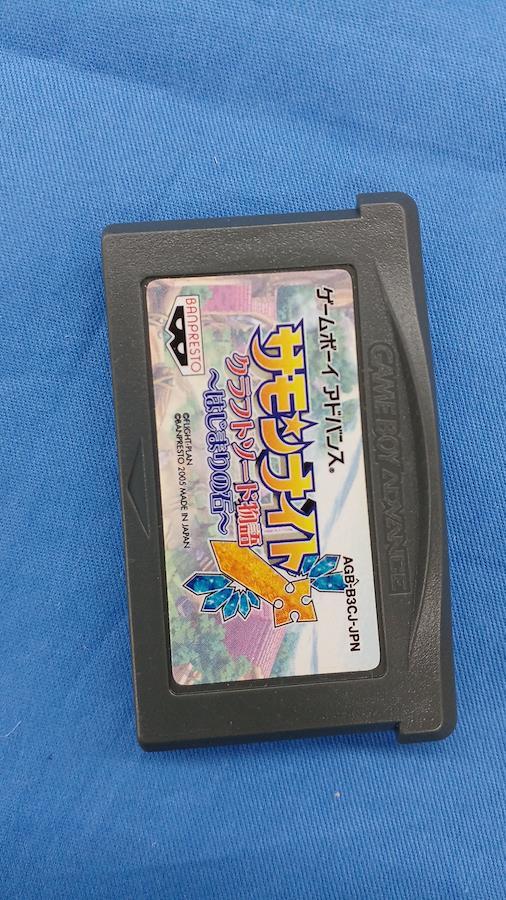 GAME BOY ADVANCE
ゲームボーイ アドバンス®
AGB-B3CJ-JPN
サモンナイト
クラフトソード物語
～はじまりの石～
BANPRESTO
©FLIGHT-PLAN
©BANPRESTO 2005 MADE IN JAPAN